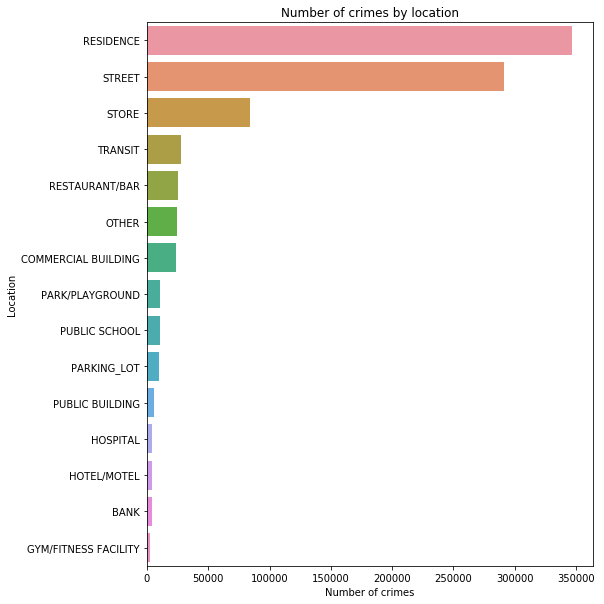 Number of crimes by location
Location
RESIDENCE
STREET
STORE
TRANSIT
RESTAURANT/BAR
OTHER
COMMERCIAL BUILDING
PARK/PLAYGROUND
PUBLIC SCHOOL
PARKING_LOT
PUBLIC BUILDING
HOSPITAL
HOTEL/MOTEL
BANK
GYM/FITNESS FACILITY
0 50000 100000 150000 200000 250000 300000 350000
Number of crimes